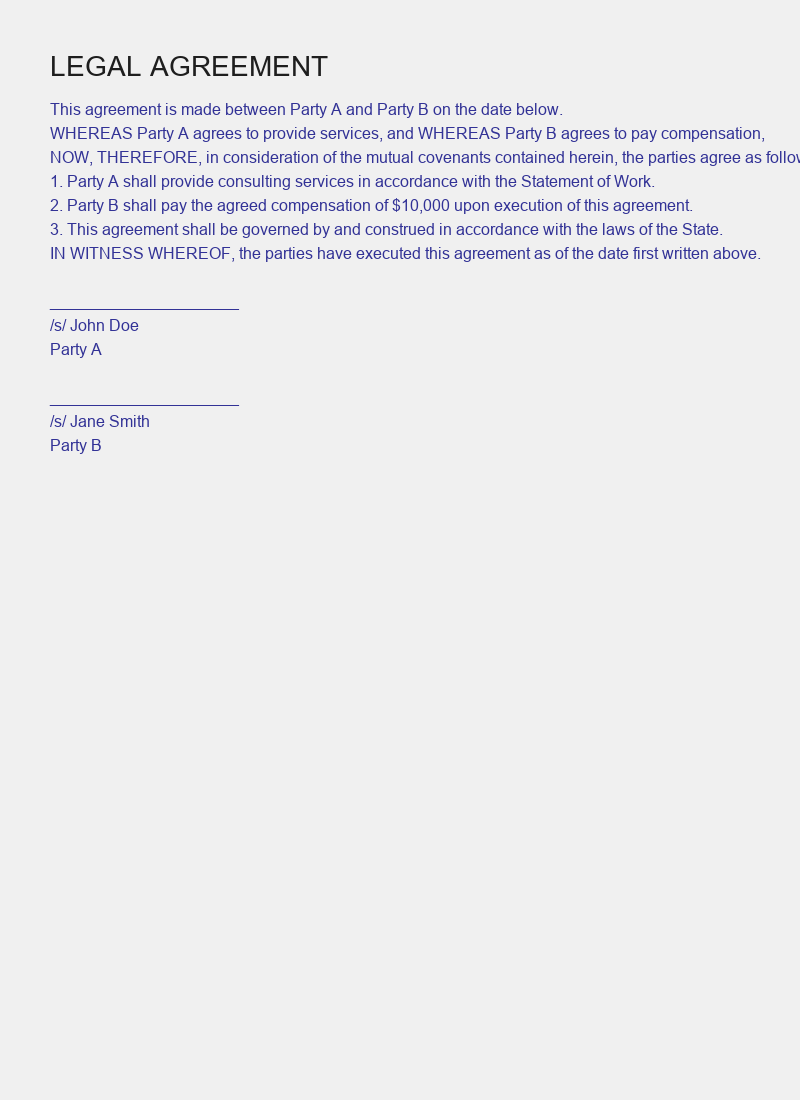 LEGAL AGREEMENT
This agreement is made between Party A and Party B on the date below.
WHEREAS Party A agrees to provide services, and WHEREAS Party B agrees to pay compensation,
NOW, THEREFORE, in consideration of the mutual covenants contained herein, the parties agree as
1. Party A shall provide consulting services in accordance with the Statement of Work.
2. Party B shall pay the agreed compensation of $10,000 upon execution of this agreement.
3. This agreement shall be governed by and construed in accordance with the laws of the State.
IN WITNESS WHEREOF, the parties have executed this agreement as of the date first written above.
/s/ John Doe
Party A
/s/ Jane Smith
Party B